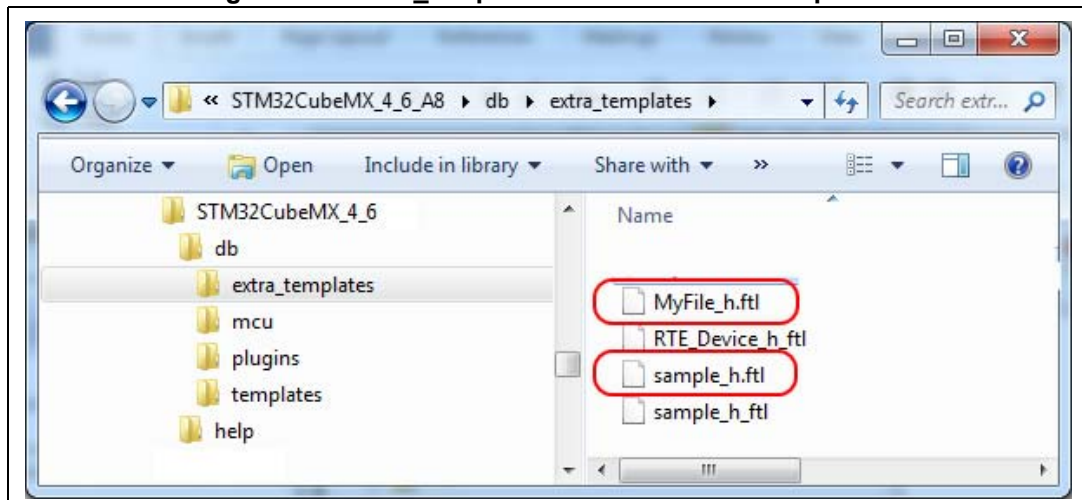 « STM32CubeMX_4_6_A8 ▸ db ▸ extra_templates ▸ Search extr...
Organize ▾ Open Include in library ▾ Share with ▾ »
STM32CubeMX_4_6
db
extra_templates
mcu
plugins
templates
help
Name
MyFile_h.ftl
RTE_Device_h_ftl
sample_h.ftl
sample_h_ftl